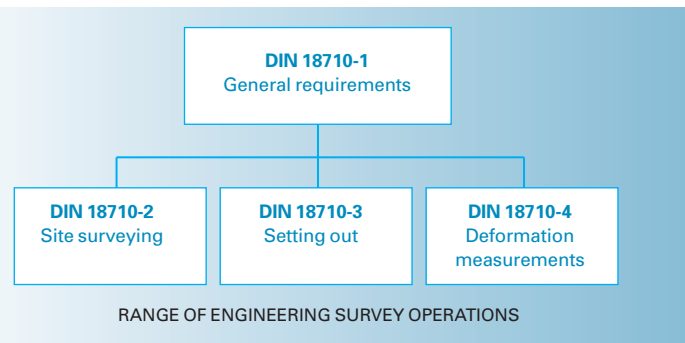 DIN 18710-1
General requirements
DIN 18710-2
Site surveying
DIN 18710-3
Setting out
DIN 18710-4
Deformation
measurements
RANGE OF ENGINEERING SURVEY OPERATIONS